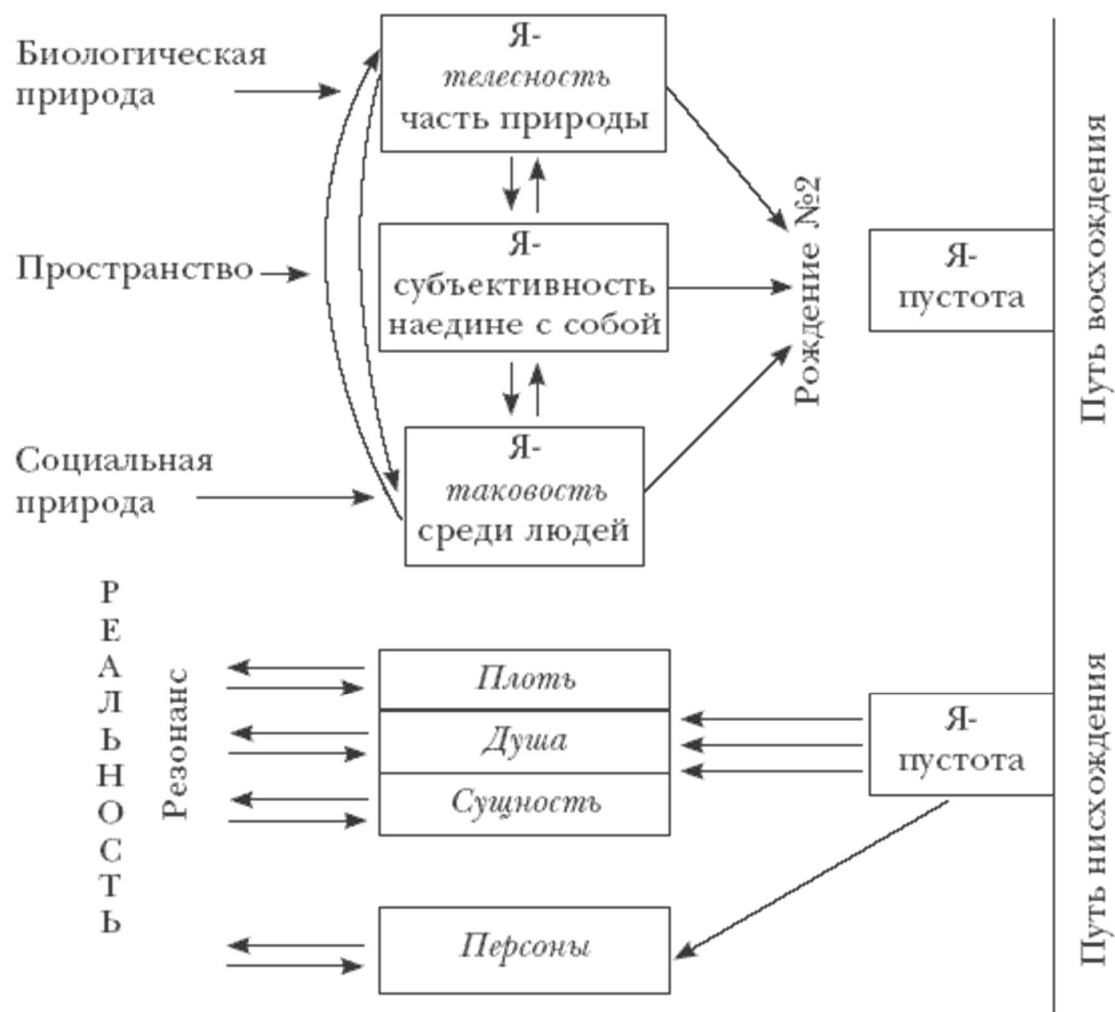 Биологическая
природа
Я-
телесность
часть природы
Пространство
Я-
субъективность
наедине с собой
Социальная
природа
Я-
таковость
среди людей
Рождение №2
Я-
пустота
Путь восхождения
РЕАЛЬНОСТЬ
Резонанс
Плоть
Душа
Сущность
Персоны
Я-
пустота
Путь нисхождения